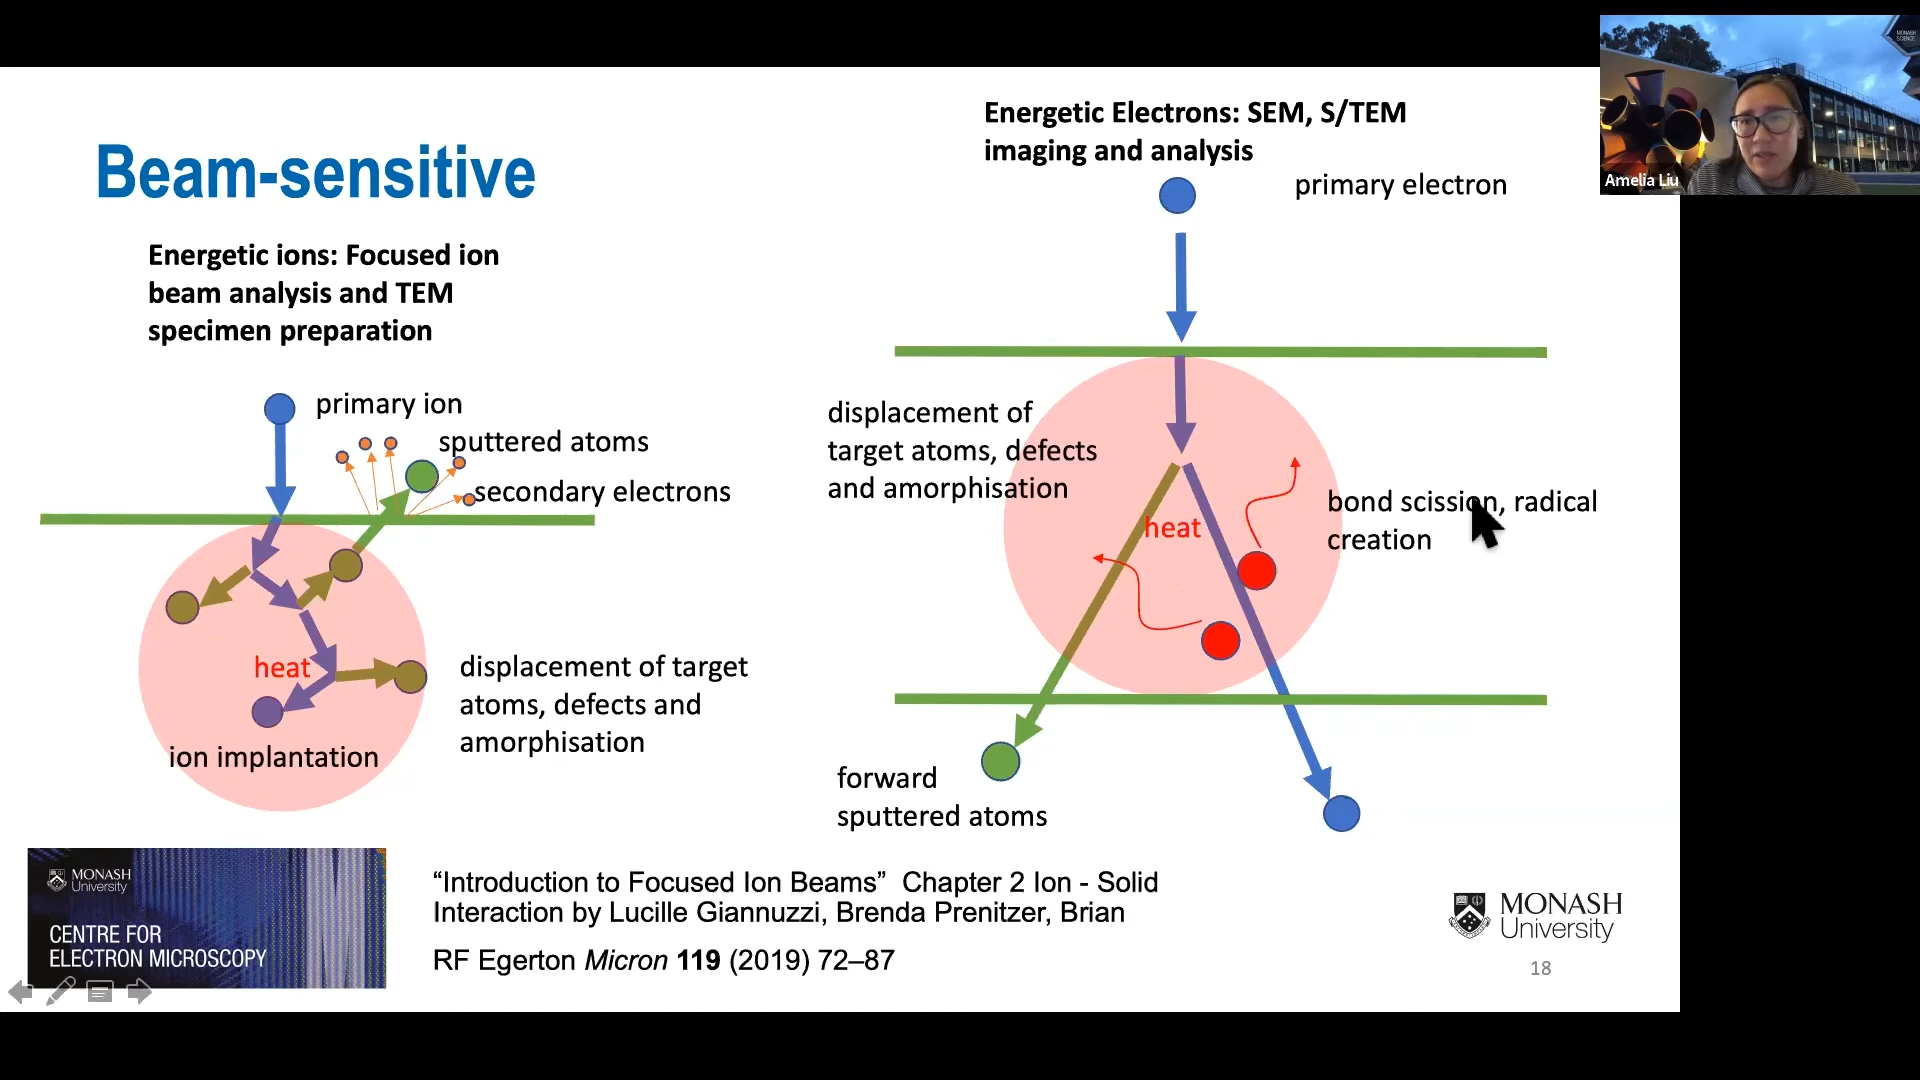 Beam-sensitive
Energetic ions: Focused ion
beam analysis and TEM
specimen preparation
primary ion
sputtered atoms
secondary electrons
heat
ion implantation
displacement of target
atoms, defects and
amorphisation
Energetic Electrons: SEM, S/TEM
imaging and analysis
primary electron
displacement of
target atoms, defects
and amorphisation
heat
bond scission, radical
creation
forward
sputtered atoms
“Introduction to Focused Ion Beams” Chapter 2 Ion - Solid
Interaction by Lucille Giannuzzi, Brenda Prenitzer, Brian
RF Egerton Micron 119 (2019) 72–87
MONASH
University
CENTRE FOR
ELECTRON MICROSCOPY
MONASH
University
18
Amelia Liu
MONASH
SCIENCE